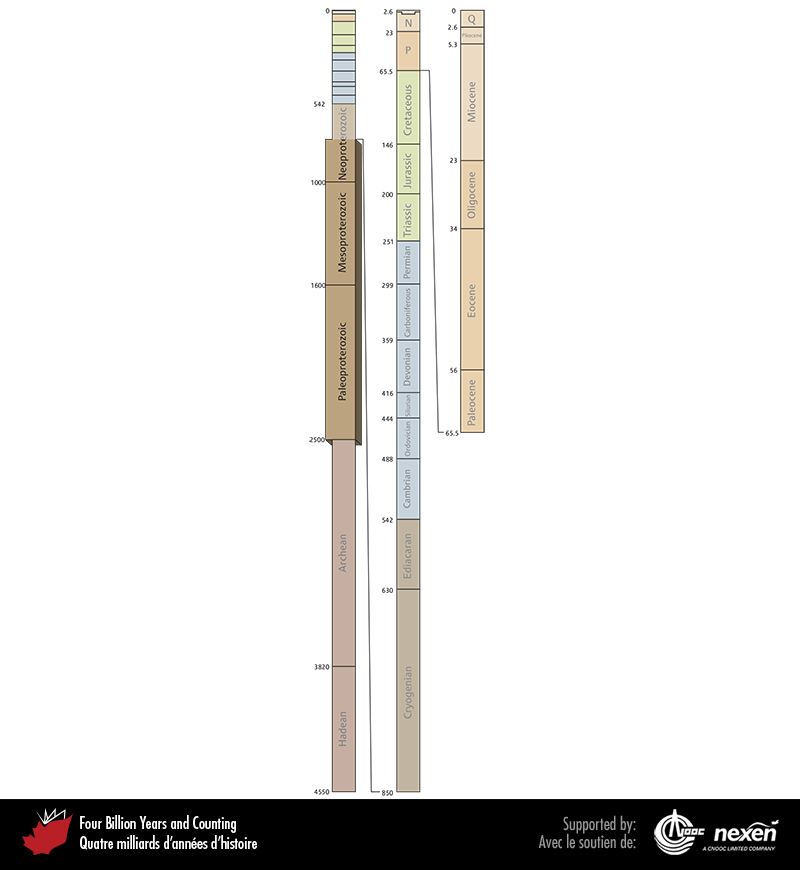 0
542
Neoproterozoic
1000
Mesoproterozoic
1600
Paleoproterozoic
2500
Archean
3820
Hadean
4550
2.6
N
23
P
65.5
Cretaceous
146
Jurassic
200
Triassic
251
Permian
299
Carboniferous
359
Devonian
416
Silurian
444
Ordovician
488
Cambrian
542
Ediacaran
630
Cryogenian
850
0
Q
2.6
Pliocene
5.3
Miocene
23
Oligocene
34
Eocene
56
Paleocene
65.5
Four Billion Years and Counting
Quatre milliards d'années d'histoire
Supported by:
Avec le soutien de:
CNOOC
nexen
A CNOOC LIMITED COMPANY